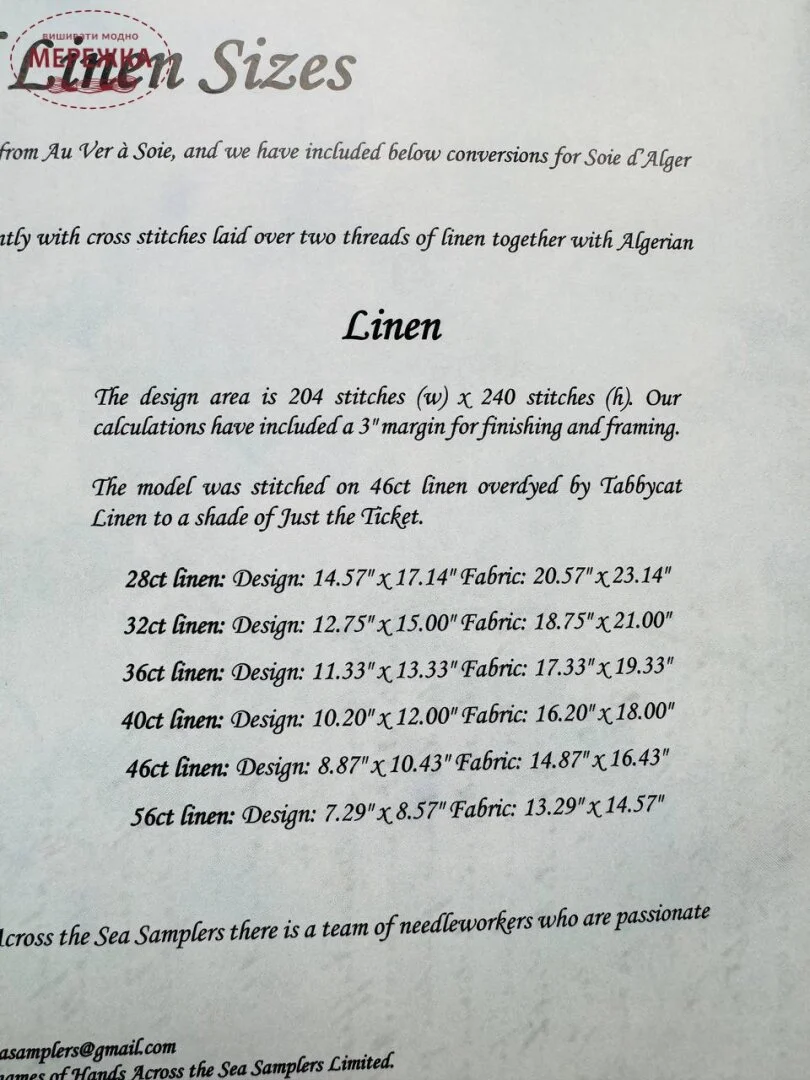 вишивати модно
МЕРЕЖКА
Linen Sizes
from Au Ver à Soie, and we have included below conversions for Soie d'Alger
with cross stitches laid over two threads of linen together with Algerian
Linen
The design area is 204 stitches (w) x 240 stitches (h). Our
calculations have included a 3" margin for finishing and framing.
The model was stitched on 46ct linen overdyed by Tabbycat
Linen to a shade of Just the Ticket.
28ct linen: Design: 14.57" x 17.14" Fabric: 20.57" x 23.14"
32ct linen: Design: 12.75" x 15.00" Fabric: 18.75" x 21.00"
36ct linen: Design: 11.33" x 13.33" Fabric: 17.33" x 19.33"
40ct linen: Design: 10.20" x 12.00" Fabric: 16.20" x 18.00"
46ct linen: Design: 8.87" x 10.43" Fabric: 14.87" x 16.43"
56ct linen: Design: 7.29" x 8.57" Fabric: 13.29" x 14.57"
Across the Sea Samplers there is a team of needleworkers who are passionate
asamplers@gmail.com
names of Hands Across the Sea Samplers Limited.